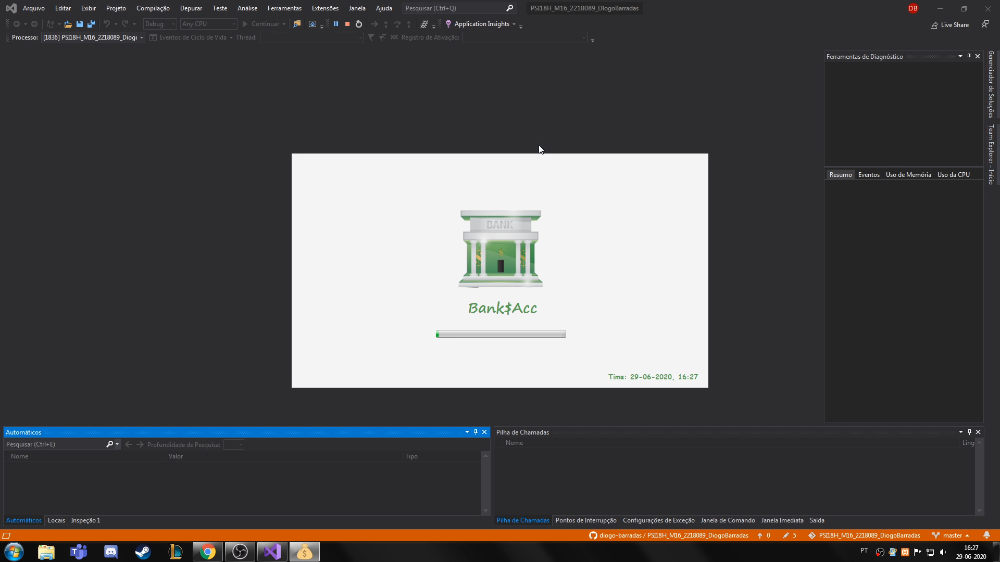 Arquivo Editar Exibir Projeto Compilação Depurar Teste Análise Ferramentas Extensões Janela Ajuda Pesquisar (Ctrl+Q) PSI18H_M16_2218089_DiogoBarradas DB
Debug Any CPU Continuar Application Insights Live Share
Processo: [1836] PSI18H_M16_2218089_Diogo Eventos de Ciclo de Vida Thread: Registro de Ativação:
Ferramentas de Diagnóstico
Gerenciador de Soluções
Team Explorer – Início
Resumo Eventos Uso de Memória Uso da CPU
BANK
$ $ $
Bank$Acc
Time: 29-06-2020, 16:27
Automáticos
Pesquisar (Ctrl+E) Profundidade de Pesquisa:
Nome Valor Tipo
Automáticos Locais Inspeção 1
Pilha de Chamadas
Nome Ling
Pilha de Chamadas Pontos de Interrupção Configurações de Exceção Janela de Comando Janela Imediata Saída
diogo-barradas / PSI18H_M16_2218089_DiogoBarradas 0 5 PSI18H_M16_2218089_DiogoBarradas master
PT 16:27
29-06-2020